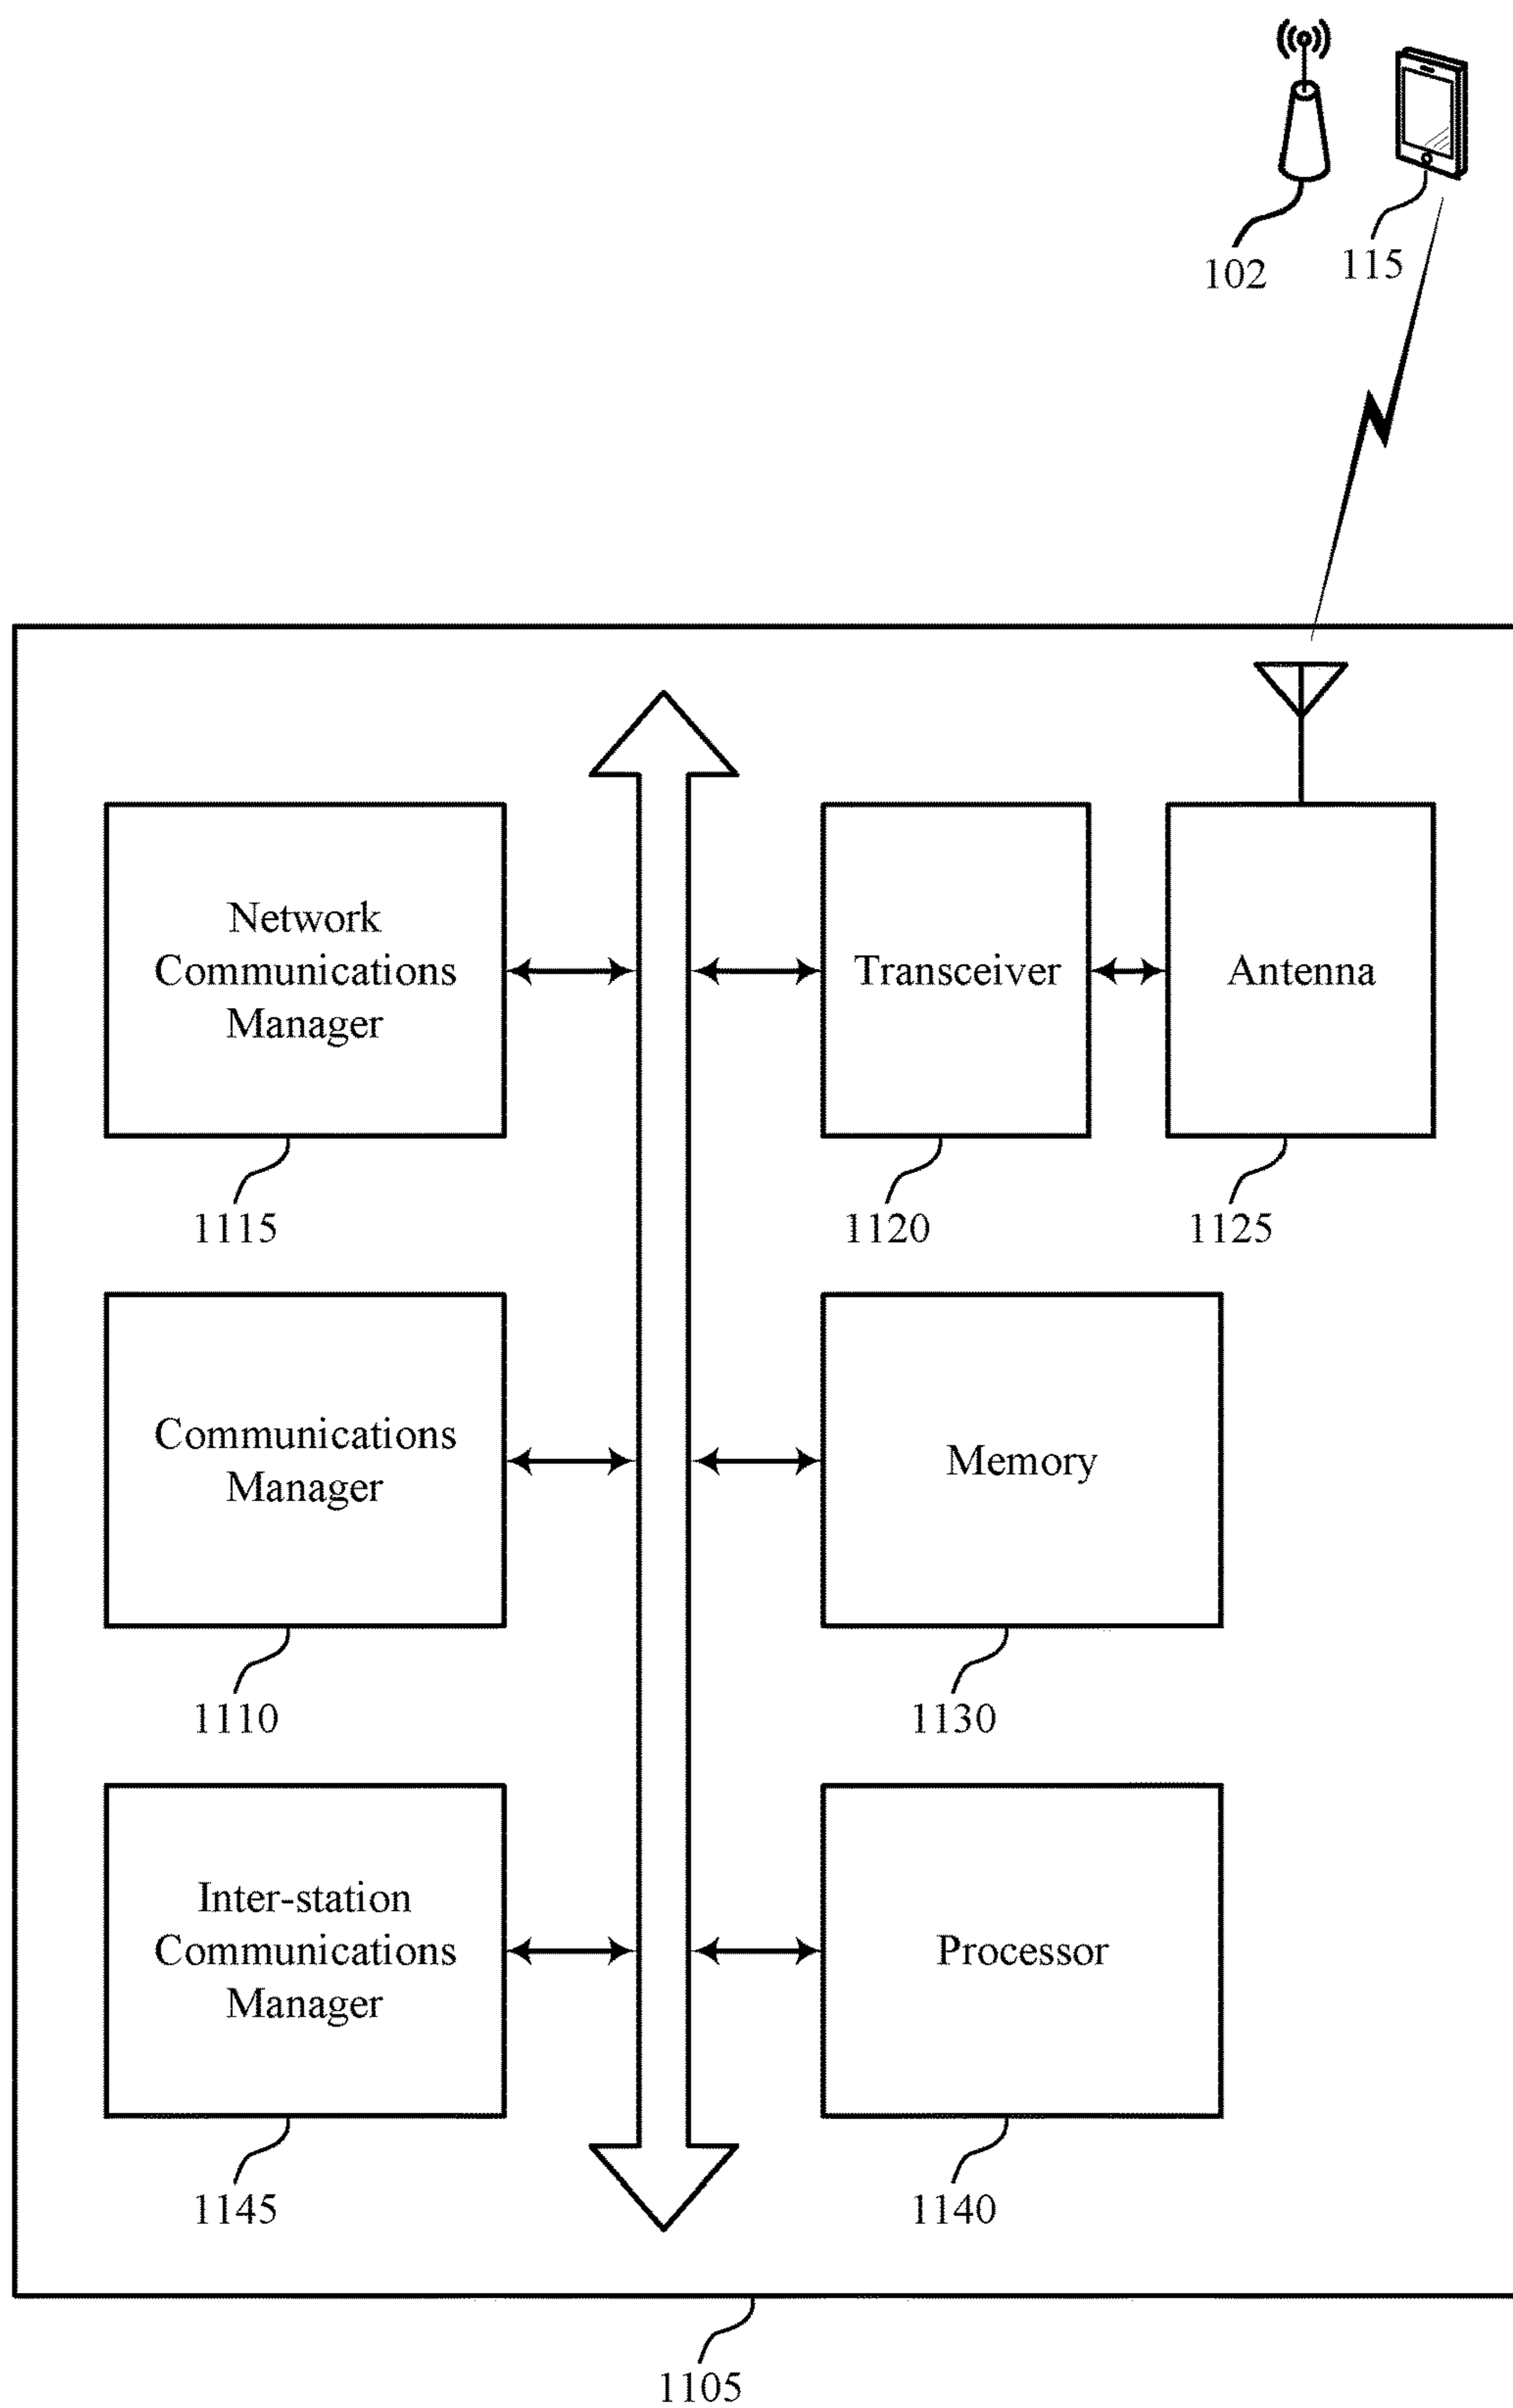 102
115
Network
Communications
Manager
Transceiver
Antenna
1115
1120
1125
Communications
Manager
Memory
1110
1130
Inter-station
Communications
Manager
Processor
1145
1140
1105